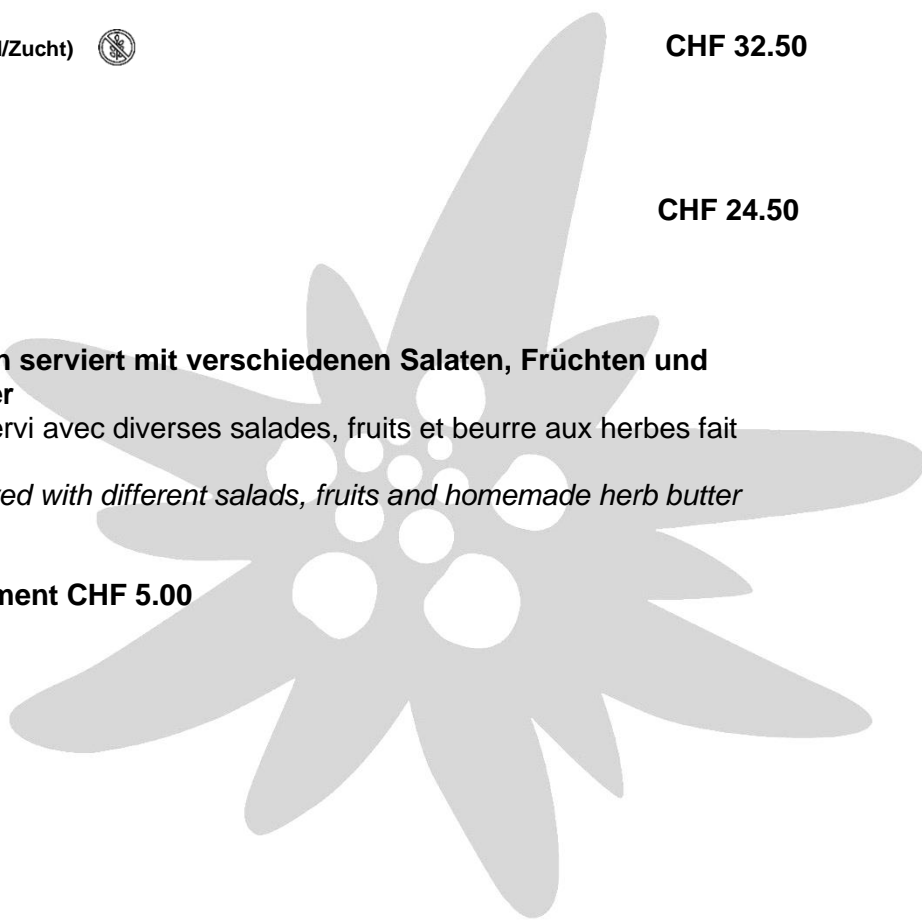 l/Zucht) CHF 32.50
CHF 24.50
n serviert mit verschiedenen Salaten, Früchten und
er
ervi avec diverses salades, fruits et beurre aux herbes fait
ed with different salads, fruits and homemade herb butter
ment CHF 5.00